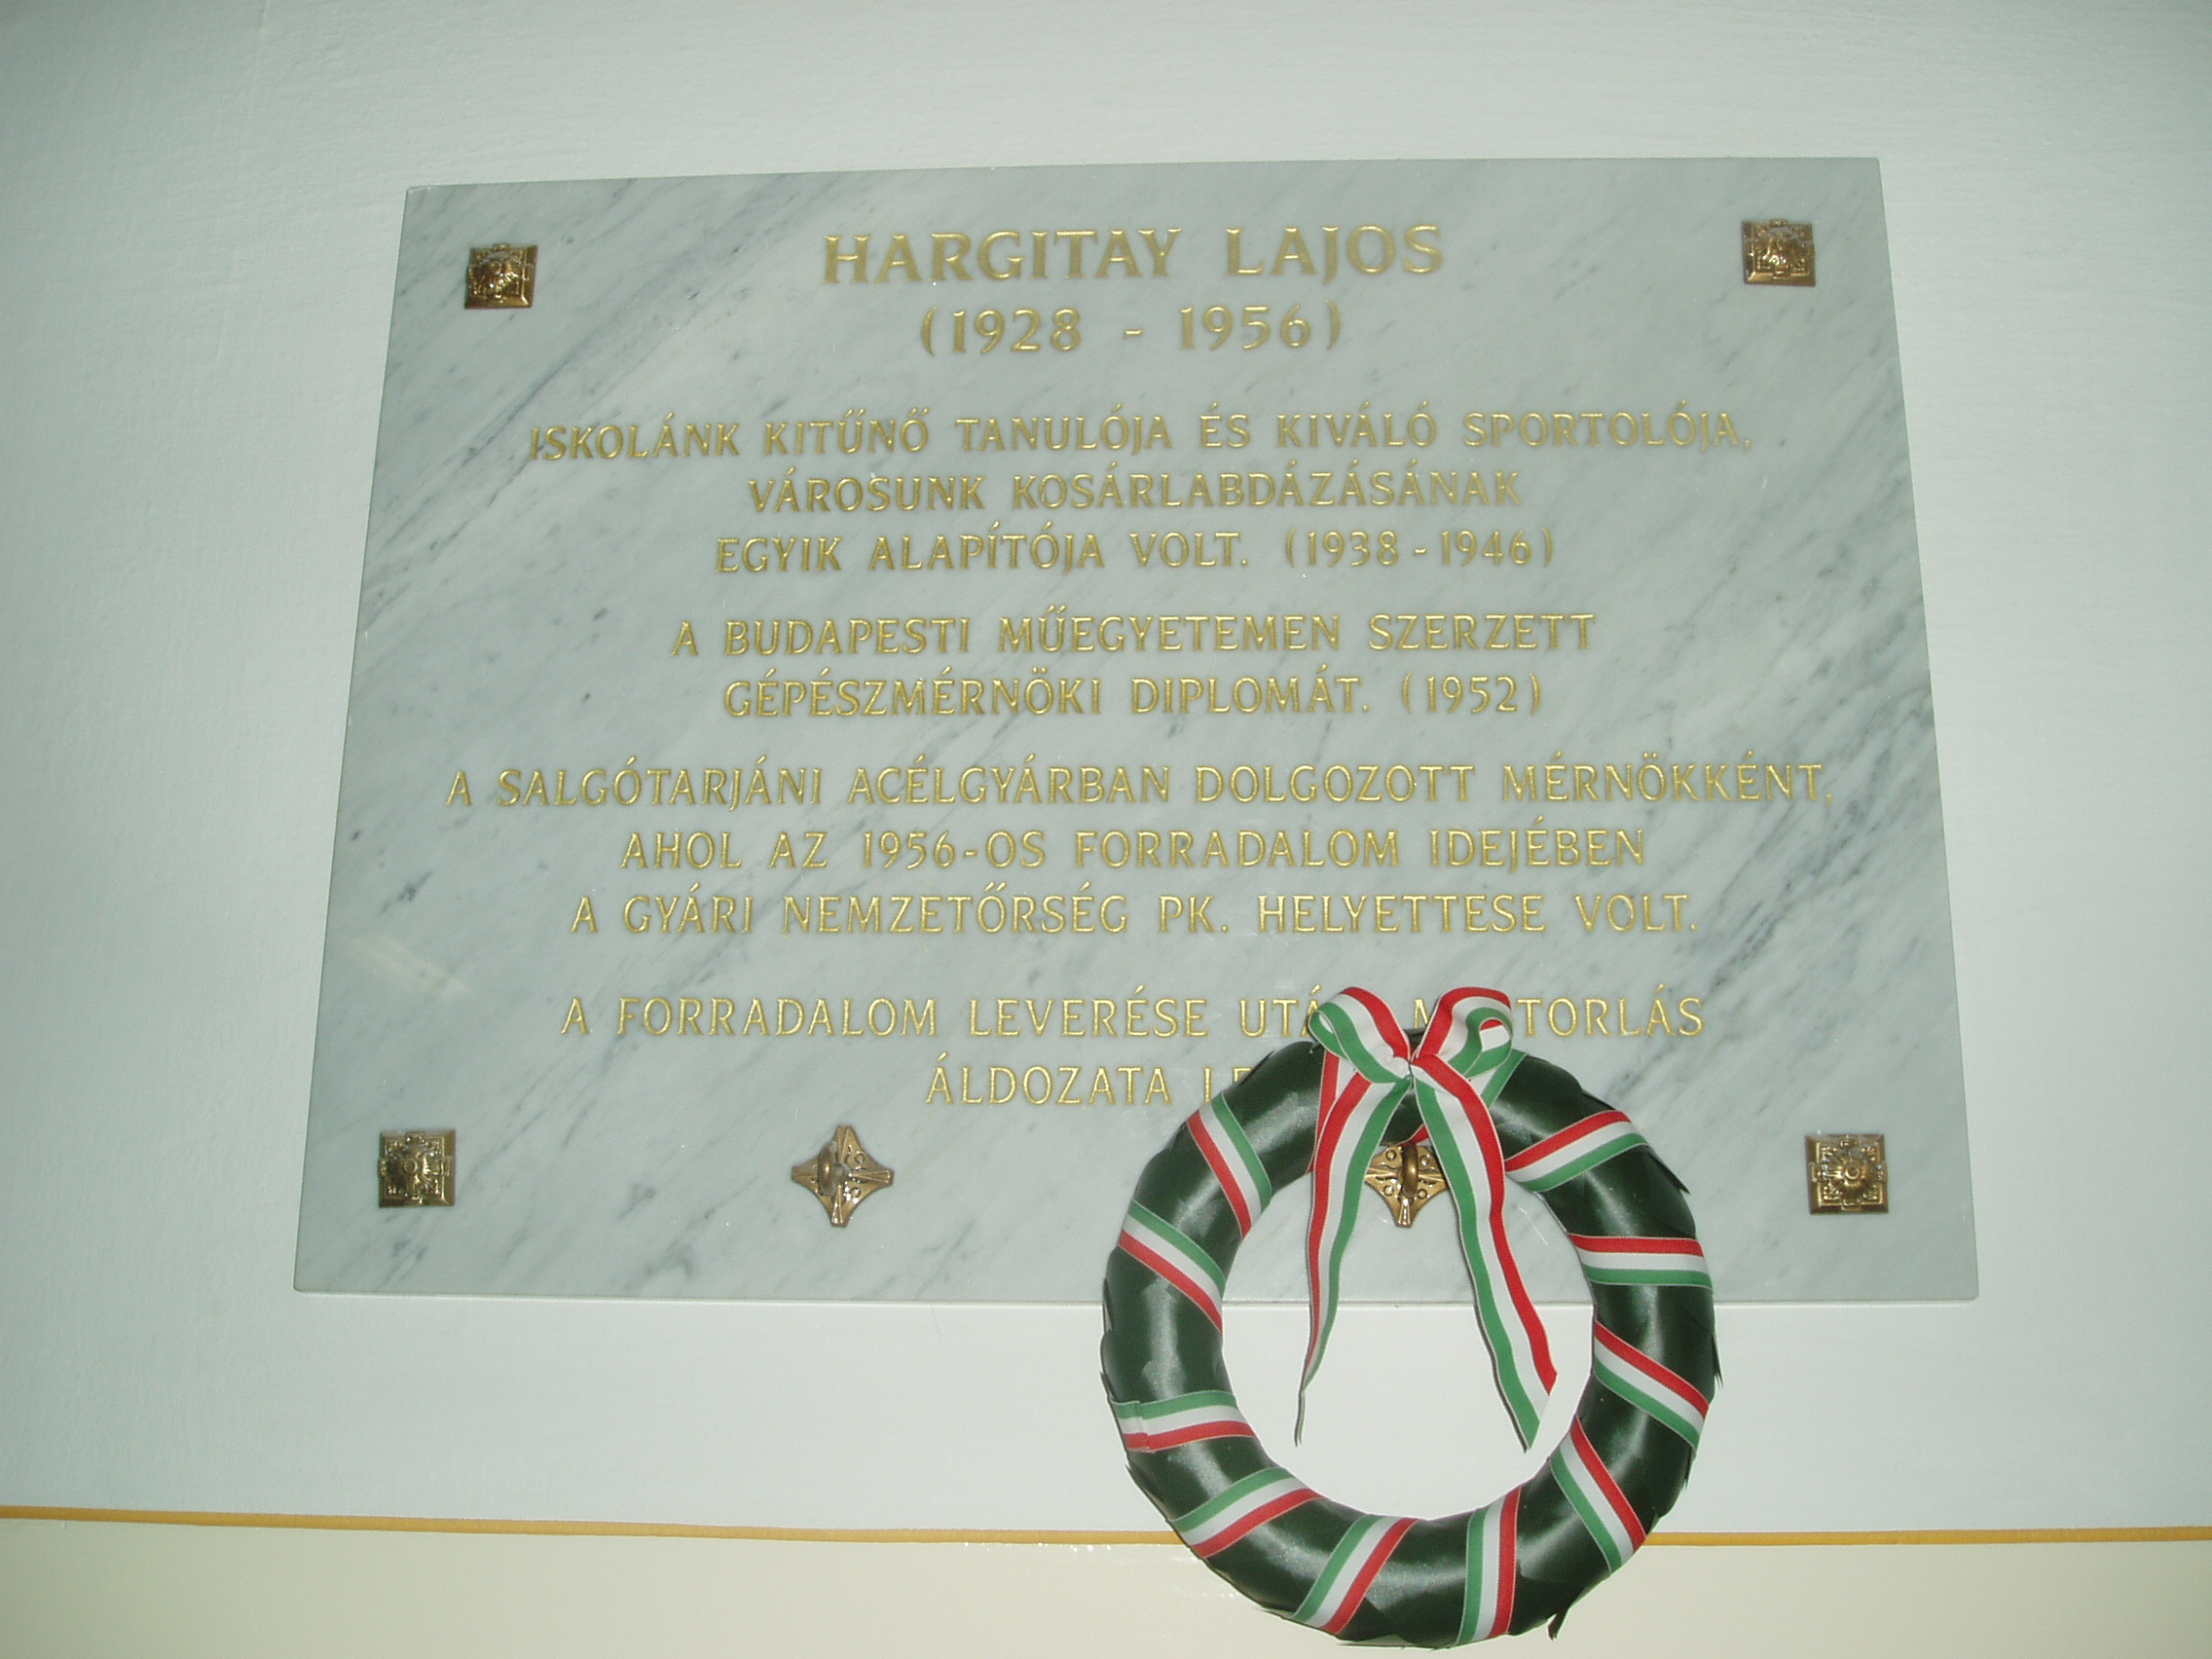 HARGITAY LAJOS
(1928 - 1956)
ISKOLÁNK KITŰNŐ TANULÓJA ÉS KIVÁLÓ SPORTOLÓJA,
VÁROSUNK KOSÁRLABDÁZÁSÁNAK
EGYIK ALAPÍTÓJA VOLT. (1938-1946)
A BUDAPESTI MŰEGYETEMEN SZERZETT
GÉPÉSZMÉRNÖKI DIPLOMÁT. (1952)
A SALGÓTARJÁNI ACÉLGYÁRBAN DOLGOZOTT MÉRNÖKKÉNT,
AHOL AZ 1956-OS FORRADALOM IDEJÉBEN
A GYÁRI NEMZETŐRSÉG PK. HELYETTESE VOLT.
A FORRADALOM LEVERÉSE
ÁLDOZATA